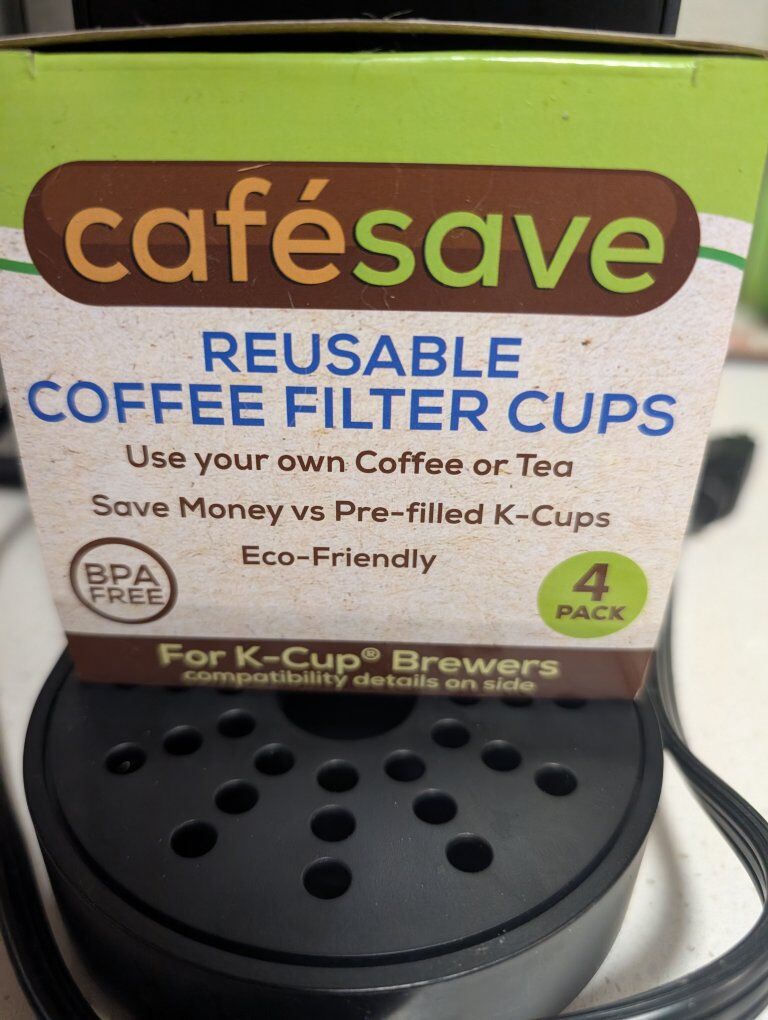 cafésave
REUSABLE
COFFEE FILTER CUPS
Use your own Coffee or Tea
Save Money vs Pre-filled K-Cups
Eco-Friendly
BPA
FREE
4
PACK
For K-Cup® Brewers
compatibility details on side